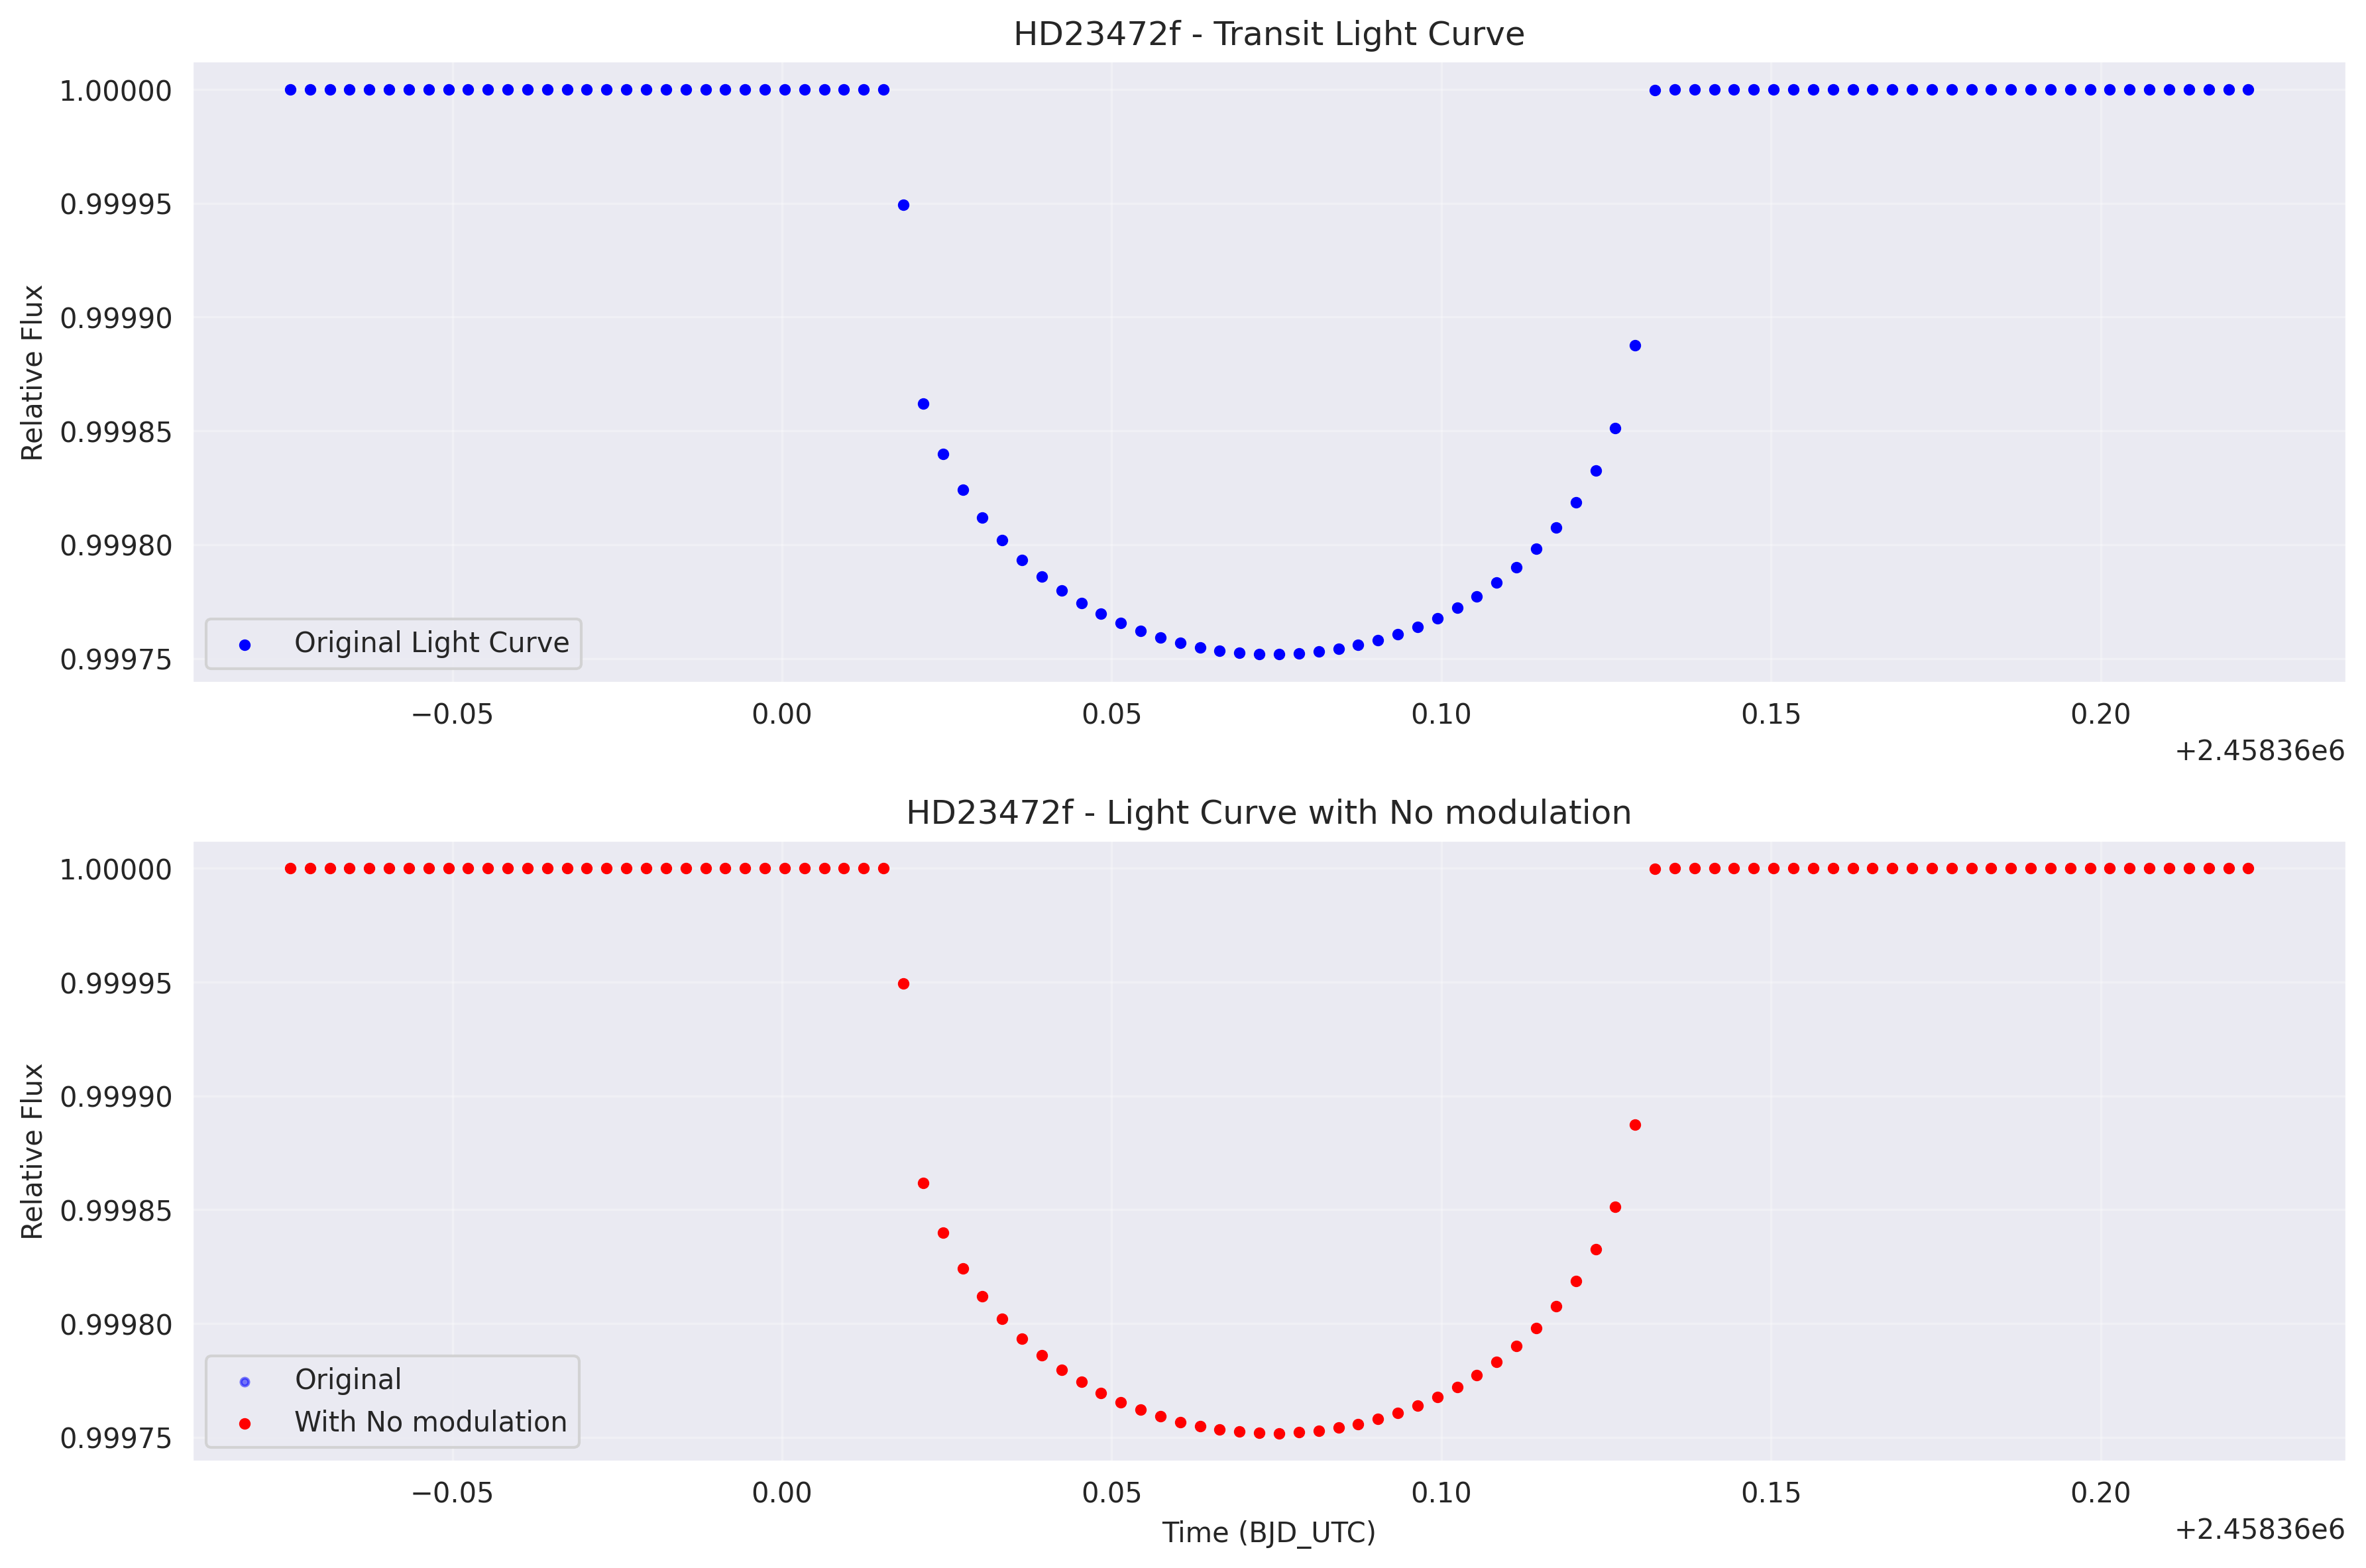 HD23472f - Transit Light Curve
Relative Flux
1.00000
0.99995
0.99990
0.99985
0.99980
0.99975
Original Light Curve
−0.05 0.00 0.05 0.10 0.15 0.20
+2.45836e6
HD23472f - Light Curve with No modulation
Relative Flux
1.00000
0.99995
0.99990
0.99985
0.99980
0.99975
Original
With No modulation
−0.05 0.00 0.05 0.10 0.15 0.20
Time (BJD_UTC)
+2.45836e6